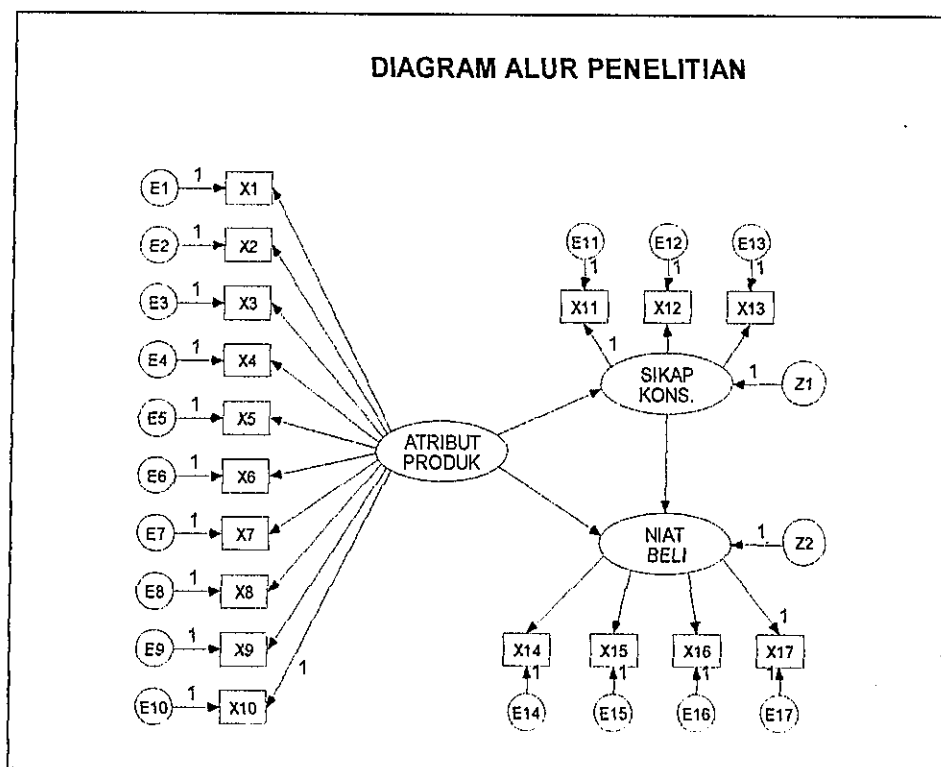 DIAGRAM ALUR PENELITIAN
E1 1 X1
E2 1 X2
E3 1 X3
E4 1 X4
E5 1 X5
E6 1 X6
E7 1 X7
E8 1 X8
E9 1 X9
1
E10 1 X10
ATRIBUT
PRODUK
E11 E12 E13
1 1 1
X11 X12 X13
1
SIKAP
KONS.
1 Z1
NIAT
BELI
1 Z2
1
X14 X15 X16 X17
1 1 1 1
E14 E15 E16 E17